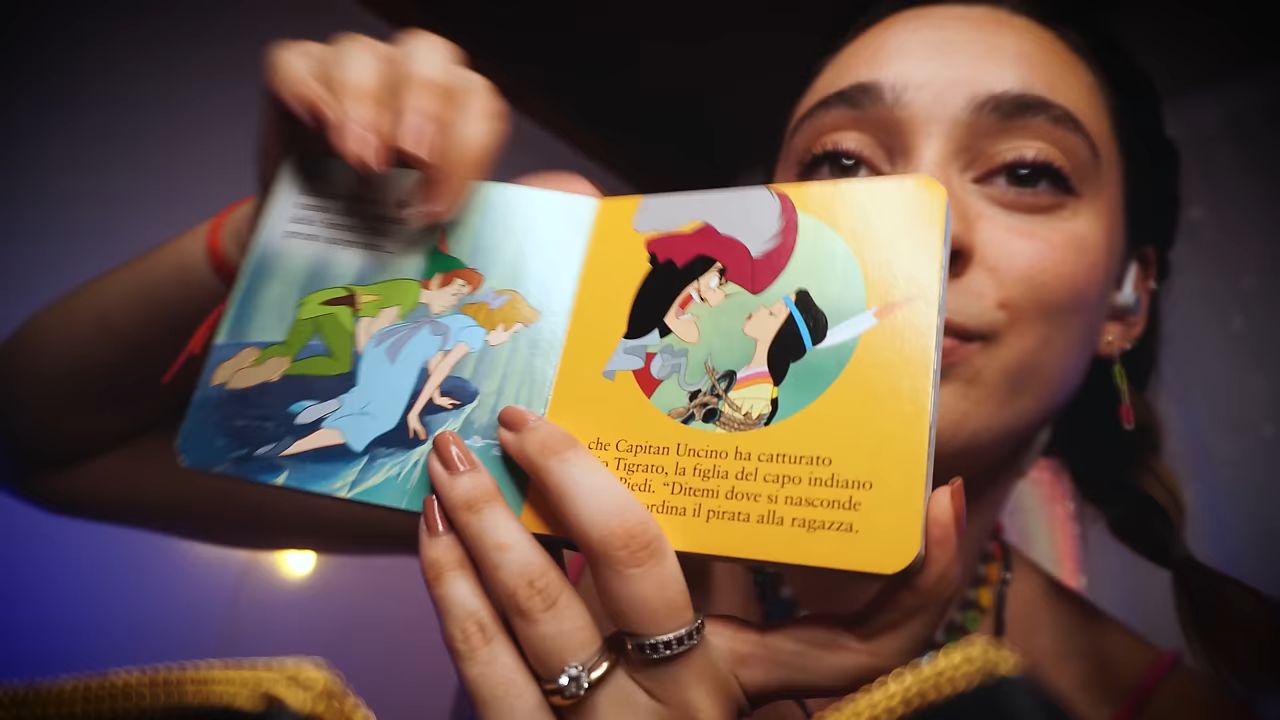 che Capitan Uncino ha catturato
Tigrato, la figlia del capo indiano
Piedi. “Ditemi dove si nasconde
ordina il pirata alla ragazza.